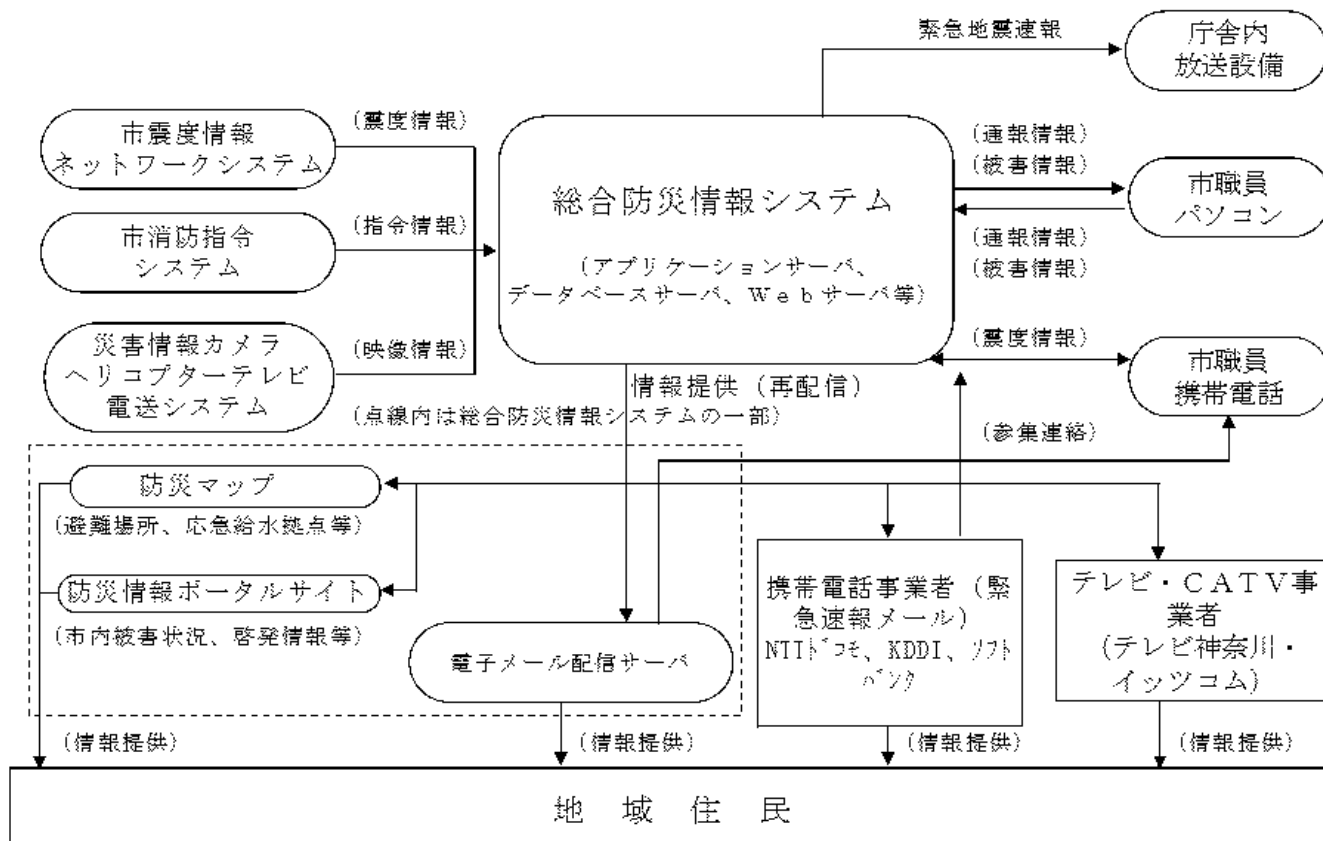 緊急地震速報
庁舎内
放送設備
市震度情報
ネットワークシステム
(震度情報)
総合防災情報システム
(アプリケーションサーバ、
データベースサーバ、Ｗｅｂサーバ等)
(通報情報)
(被害情報)
市職員
パソコン
(通報情報)
(被害情報)
市消防指令
システム
(指令情報)
災害情報カメラ
ヘリコプターテレビ
電送システム
(映像情報)
(震度情報)
市職員
携帯電話
情報提供（再配信）
(点線内は総合防災情報システムの一部)
(参集連絡)
防災マップ
(避難場所、応急給水拠点等)
防災情報ポータルサイト
(市内被害状況、啓発情報等)
電子メール配信サーバ
携帯電話事業者（緊
急速報メール）
NTTﾄﾞｺﾓ、KDDI、ｿﾌﾄ
ﾊﾞﾝｸ
テレビ・ＣＡＴＶ事
業者
(テレビ神奈川・
イッツコム)
(情報提供)
(情報提供)
(情報提供)
(情報提供)
地域住民